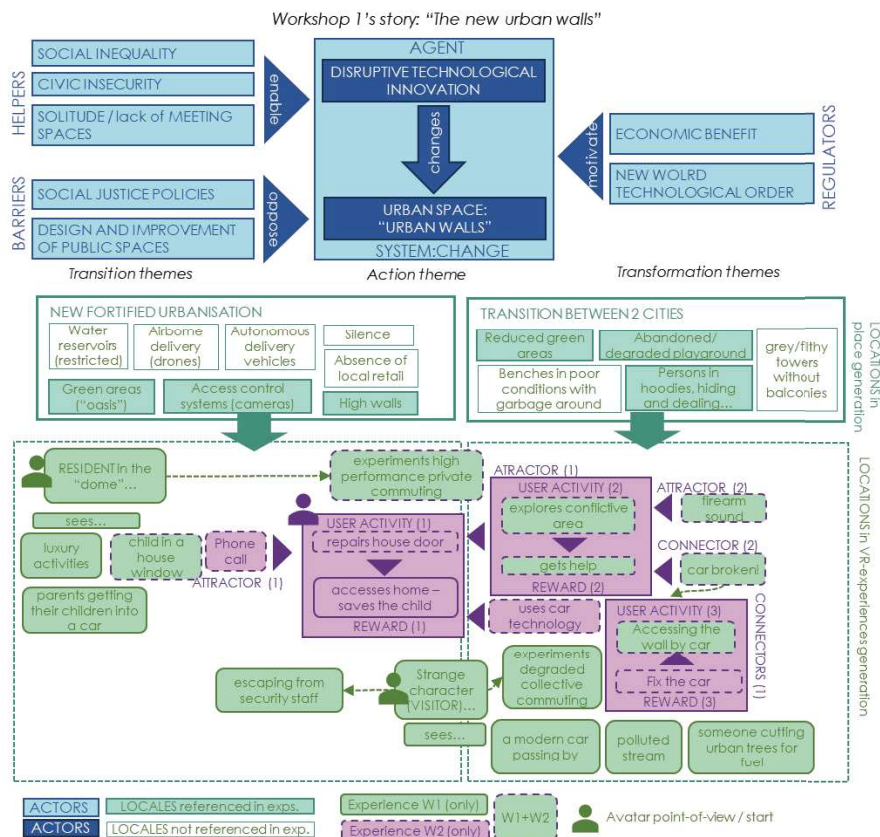 Workshop 1's story: "The new urban walls"
HELPERS
SOCIAL INEQUALITY
CIVIC INSECURITY
SOLITUDE / lack of MEETING
SPACES
enable
BARRIERS
SOCIAL JUSTICE POLICIES
DESIGN AND IMPROVEMENT
OF PUBLIC SPACES
oppose
AGENT
DISRUPTIVE TECHNOLOGICAL
INNOVATION
changes
URBAN SPACE:
"URBAN WALLS"
SYSTEM:CHANGE
motivate
ECONOMIC BENEFIT
NEW WOLRD
TECHNOLOGICAL ORDER
REGULATORS
Transition themes
Action theme
Transformation themes
NEW FORTIFIED URBANISATION
Water
reservoirs
(restricted)
Airborne
delivery
(drones)
Autonomous
delivery
vehicles
Silence
Absence of
local retail
Green areas
("oasis")
Access control
systems (cameras)
High walls
TRANSITION BETWEEN 2 CITIES
Reduced green
areas
Abandoned/
degraded playground
grey/filthy
towers
without
balconies
Benches in poor
conditions with
garbage around
Persons in
hoodies, hiding
and dealing...
LOCATIONS in
place generation
RESIDENT in the
"dome"...
experiments high
performance private
commuting
sees...
luxury
activities
child in a
house
window
Phone
call
ATTRACTOR (1)
parents getting
their children into
a car
USER ACTIVITY (1)
repairs house door
accesses home –
saves the child
REWARD (1)
ATRACTOR (1)
USER ACTIVITY (2)
explores conflictive
area
gets help
REWARD (2)
ATTRACTOR (2)
firearm
sound
CONNECTOR (2)
car broken!
uses car
technology
USER ACTIVITY (3)
Accessing the
wall by car
Fix the car
REWARD (3)
CONNECTORS (1)
escaping from
security staff
Strange
character
(VISITOR)...
experiments
degraded
collective
commuting
sees...
a modern car
passing by
polluted
stream
someone cutting
urban trees for
fuel
LOCATIONS in VR-experiences generation
ACTORS
LOCALES referenced in exps.
ACTORS
LOCALES not referenced in exp.
Experience W1 (only)
Experience W2 (only)
W1+W2
Avatar point-of-view / start